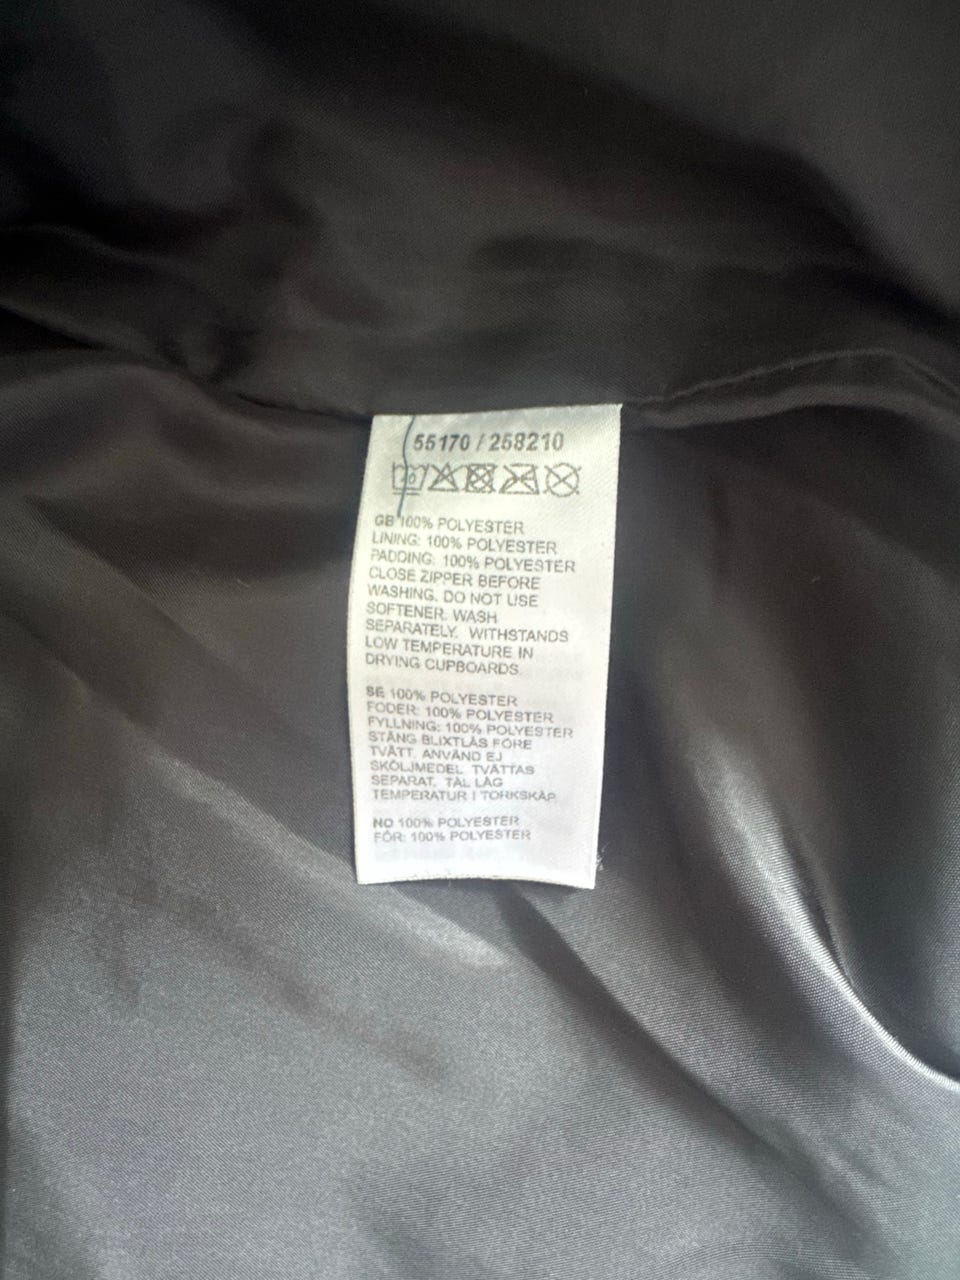 55170 / 258210
GB 100% POLYESTER
LINING: 100% POLYESTER
PADDING: 100% POLYESTER
CLOSE ZIPPER BEFORE
WASHING. DO NOT USE
SOFTENER. WASH
SEPARATELY. WITHSTANDS
LOW TEMPERATURE IN
DRYING CUPBOARDS.
SE 100% POLYESTER
FODER: 100% POLYESTER
FYLLNING: 100% POLYESTER
STÄNG BLIXTLÅS FÖRE
TVÄTT. ANVÄND EJ
SKÖLJMEDEL. TVÄTTAS
SEPARAT. TÅL LÅG
TEMPERATUR I TORKSKÅP
NO 100% POLYESTER
FÔR: 100% POLYESTER